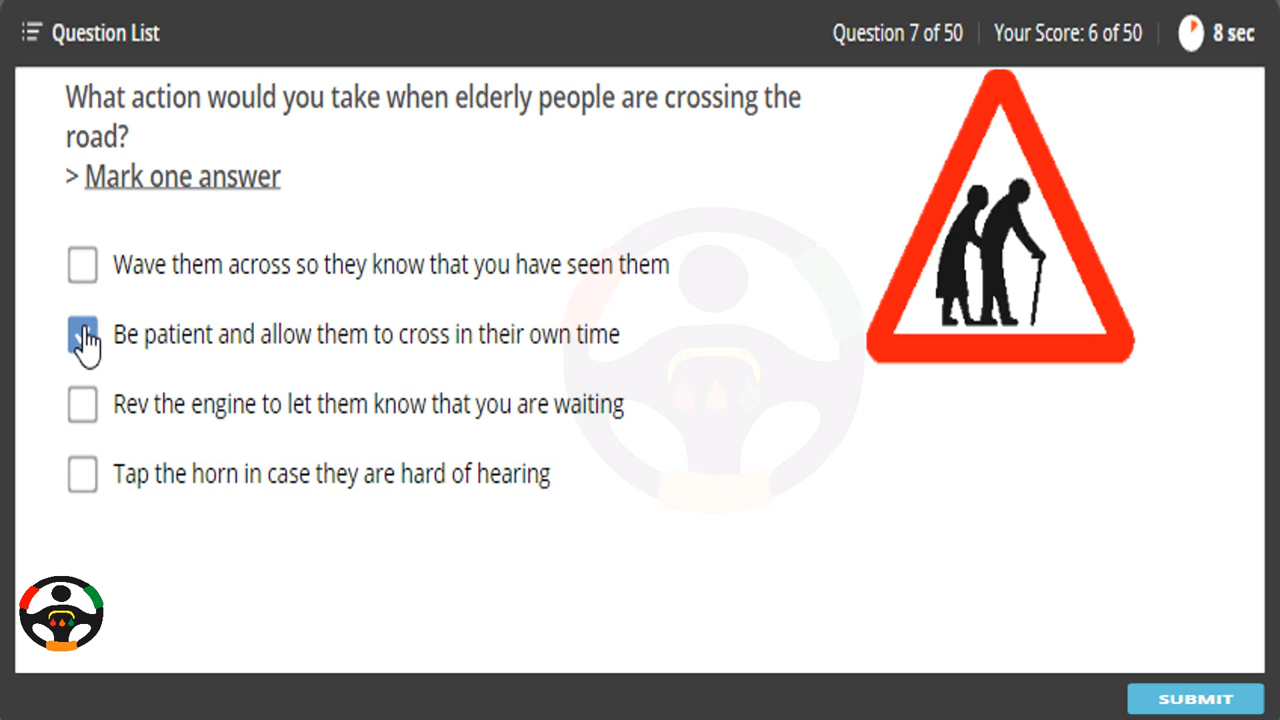 Question List
Question 7 of 50
Your Score: 6 of 50
8 sec
What action would you take when elderly people are crossing the
road?
> Mark one answer
Wave them across so they know that you have seen them
Be patient and allow them to cross in their own time
Rev the engine to let them know that you are waiting
Tap the horn in case they are hard of hearing
SUBMIT